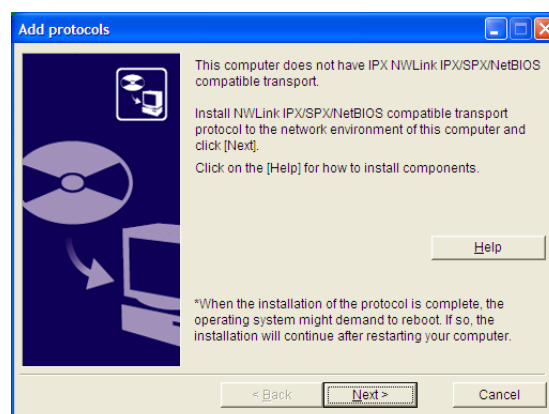 Add protocols
This computer does not have IPX NWLink IPX/SPX/NetBIOS
compatible transport.
Install NWLink IPX/SPX/NetBIOS compatible transport
protocol to the network environment of this computer and
click [Next].
Click on the [Help] for how to install components.
Help
*When the installation of the protocol is complete, the
operating system might demand to reboot. If so, the
installation will continue after restarting your computer.
< Back
Next >
Cancel